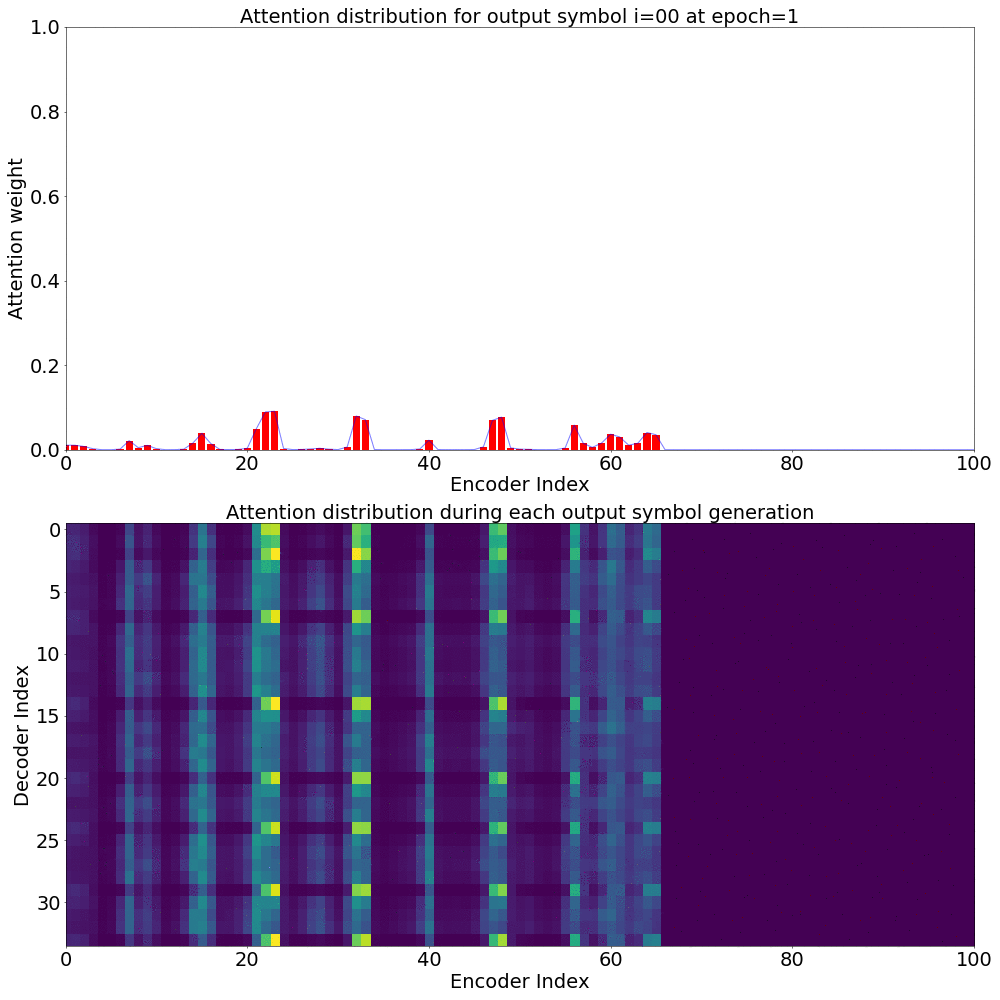 Attention distribution for output symbol i=00 at epoch=1
1.0
0.8
0.6
0.4
0.2
0.0
Attention weight
0 20 40 60 80 100
Encoder Index
Attention distribution during each output symbol generation
0
5
10
15
20
25
30
Decoder Index
0 20 40 60 80 100
Encoder Index